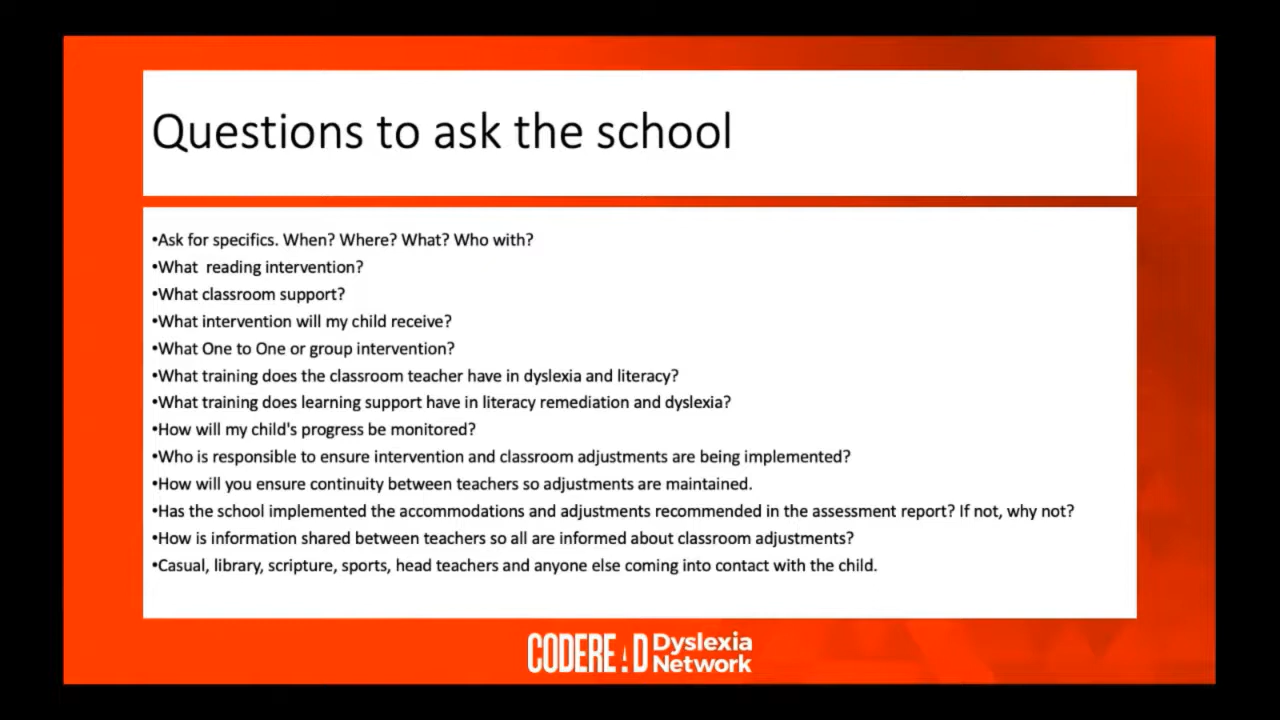 Questions to ask the school
•Ask for specifics. When? Where? What? Who with?
•What  reading intervention?
•What classroom support?
•What intervention will my child receive?
•What One to One or group intervention?
•What training does the classroom teacher have in dyslexia and literacy?
•What training does learning support have in literacy remediation and dyslexia?
•How will my child's progress be monitored?
•Who is responsible to ensure intervention and classroom adjustments are being implemented?
•How will you ensure continuity between teachers so adjustments are maintained.
•Has the school implemented the accommodations and adjustments recommended in the assessment report? If not, why not?
•How is information shared between teachers so all are informed about classroom adjustments?
•Casual, library, scripture, sports, head teachers and anyone else coming into contact with the child.
CODEREAD Dyslexia
Network